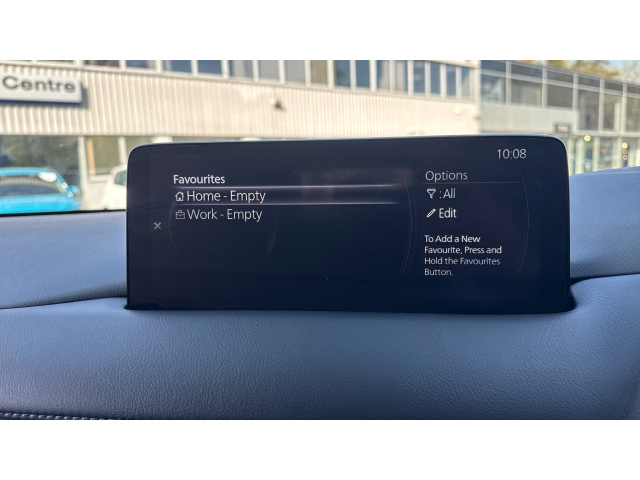 Centre
10:08
Favourites
Home - Empty
Work - Empty
Options
: All
Edit
To Add a New
Favourite, Press and
Hold the Favourites
Button.